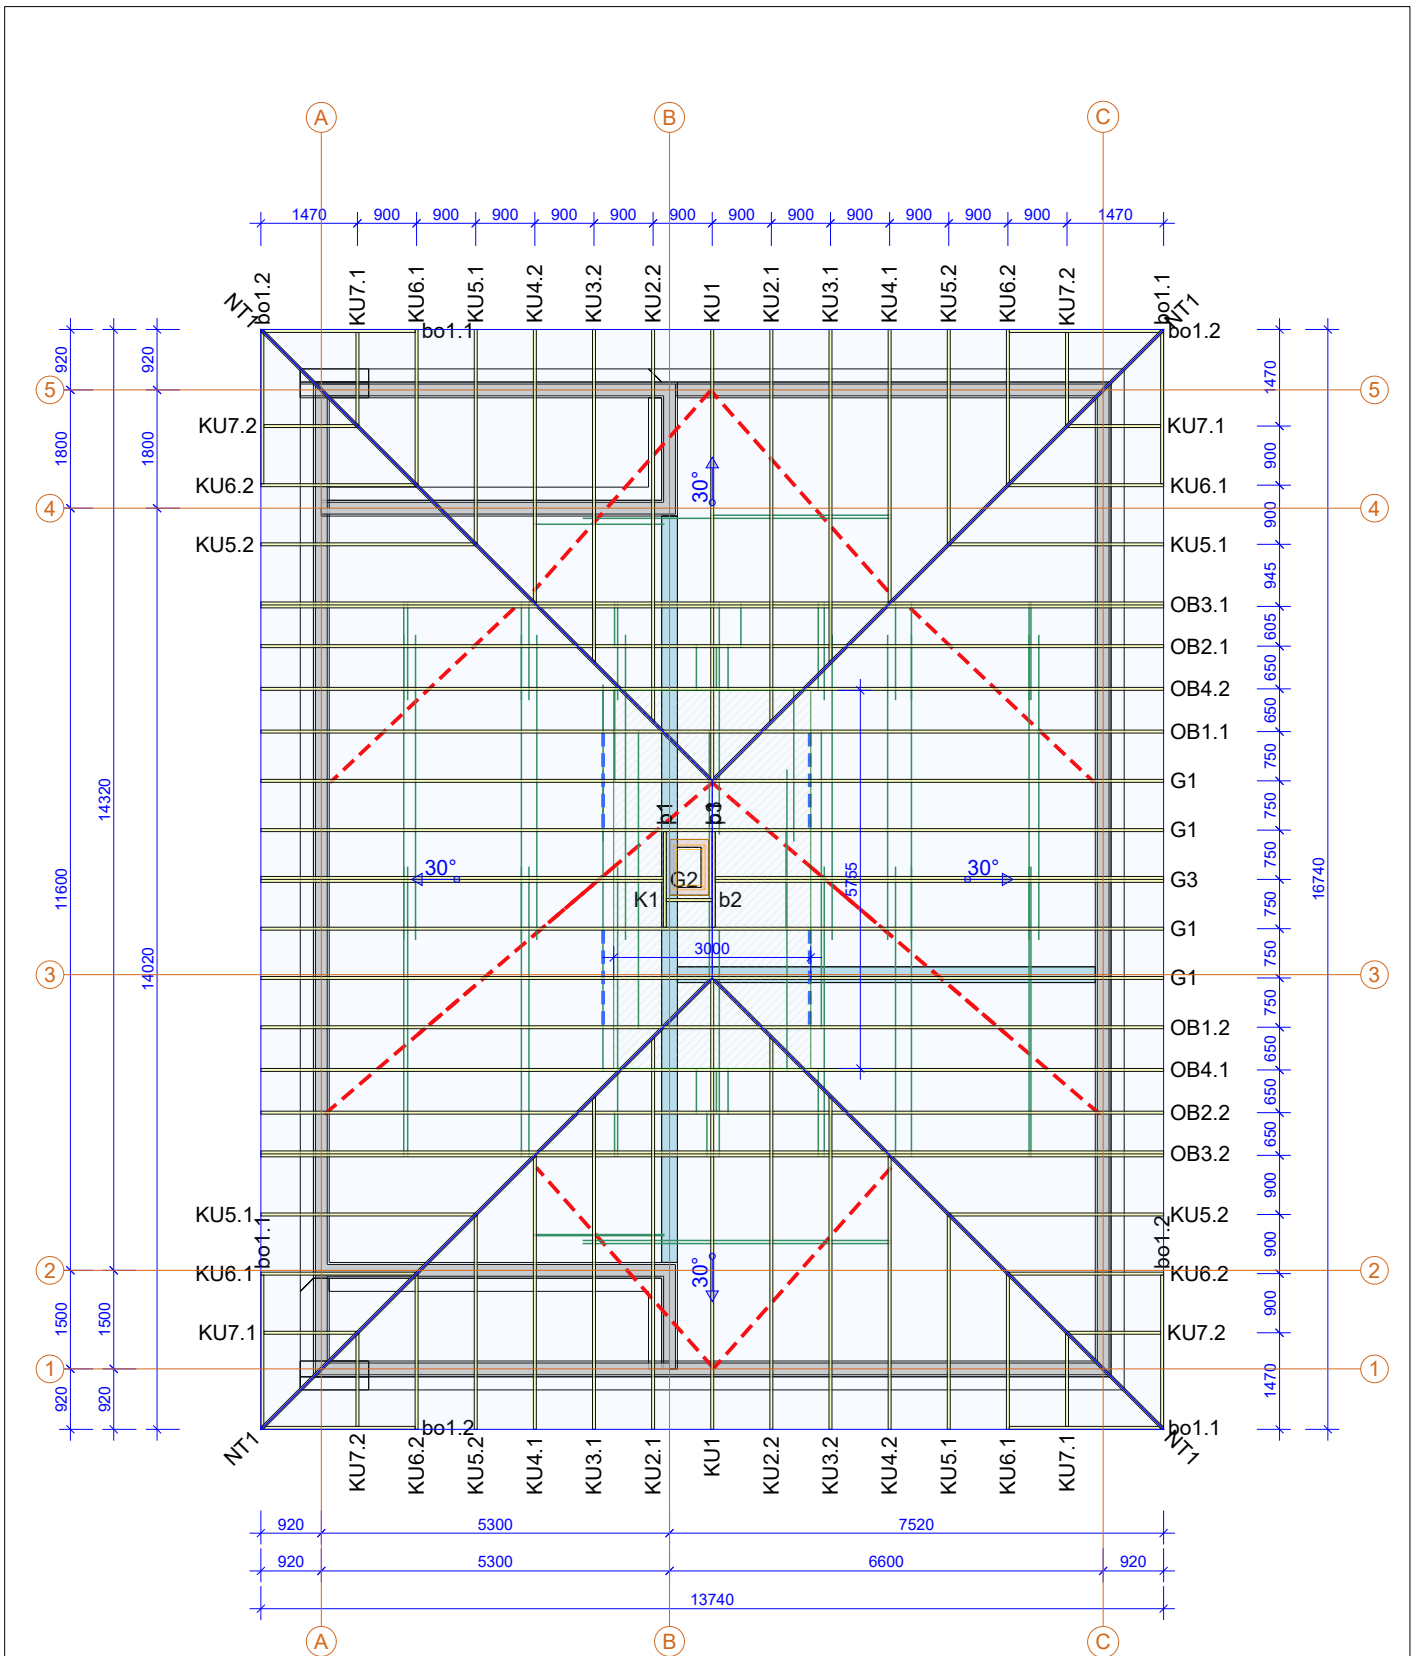 A B C
1470 900 900 900 900 900 900 900 900 900 900 900 900 1470
NT1 bo1.2 KU7.1 KU6.1 KU5.1 KU4.2 KU3.2 KU2.2 KU1 KU2.1 KU3.1 KU4.1 KU5.2 KU6.2 KU7.2 bo1.1 NT1
bo1.1 bo1.2
920 920 1470
5 5
KU7.2 KU7.1
1800 1800 900
30°
KU6.2 KU6.1
4 4
900
KU5.2 KU5.1
945
OB3.1
605
OB2.1
650
OB4.2
650
OB1.1
750
G1
14320 750
b1 b3
G1
11600 5755 750 16740
30° G2 30° G3
K1 b2
750
G1
14020 3000 750
3 3
G1
750
OB1.2
650
OB4.1
650
OB2.2
650
OB3.2
900
KU5.1 KU5.2
bo1.1 bo1.2
900
2 30° 2
KU6.1 KU6.2
1500 1500 900
KU7.1 KU7.2
1 1
920 920 1470
bo1.2 bo1.1
NT1 KU7.2 KU6.2 KU5.2 KU4.1 KU3.1 KU2.1 KU1 KU2.2 KU3.2 KU4.2 KU5.1 KU6.1 KU7.1 NT1
920 5300 7520
920 5300 6600 920
13740
A B C